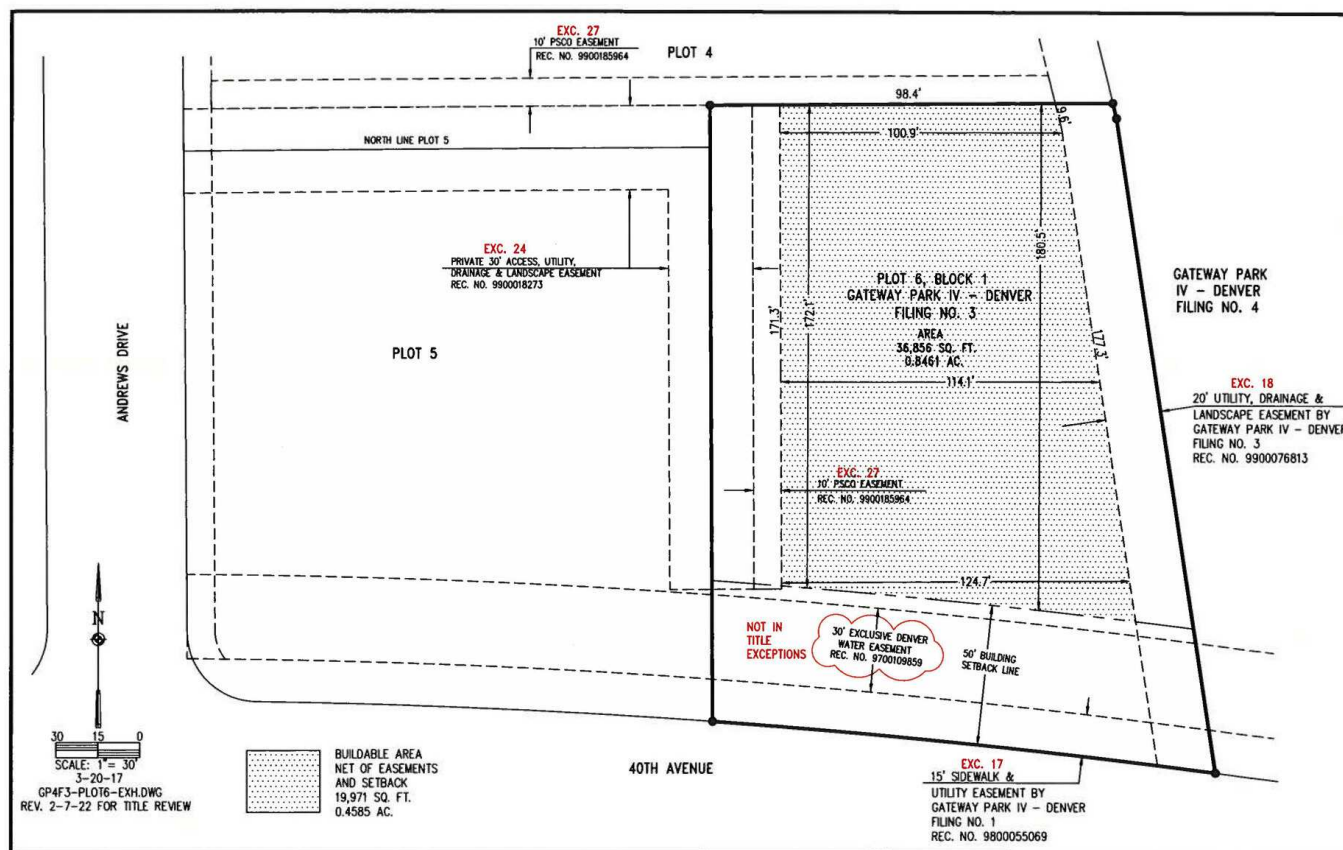 EXC. 27
10' PSCO EASEMENT
REC. NO. 9900185964
PLOT 4
98.4'
9.6'
100.9'
NORTH LINE PLOT 5
EXC. 24
PRIVATE 30' ACCESS, UTILITY,
DRAINAGE & LANDSCAPE EASEMENT
REC. NO. 9900018273
180.5'
PLOT 6, BLOCK 1
GATEWAY PARK IV – DENVER
FILING NO. 3
AREA
36,856 SQ. FT.
0.8461 AC.
171.3'
172.1'
177.3'
114.1'
GATEWAY PARK
IV – DENVER
FILING NO. 4
PLOT 5
ANDREWS DRIVE
EXC. 18
20' UTILITY, DRAINAGE &
LANDSCAPE EASEMENT BY
GATEWAY PARK IV – DENVER
FILING NO. 3
REC. NO. 9900076813
EXC. 27
10' PSCO EASEMENT
REC. NO. 9900185964
124.7'
NOT IN
TITLE
EXCEPTIONS
30' EXCLUSIVE DENVER
WATER EASEMENT
REC. NO. 9700109859
50' BUILDING
SETBACK LINE
N
30 15 0
SCALE: 1"= 30'
3-20-17
GP4F3-PLOT6-EXH.DWG
REV. 2-7-22 FOR TITLE REVIEW
BUILDABLE AREA
NET OF EASEMENTS
AND SETBACK
19,971 SQ. FT.
0.4585 AC.
40TH AVENUE
EXC. 17
15' SIDEWALK &
UTILITY EASEMENT BY
GATEWAY PARK IV – DENVER
FILING NO. 1
REC. NO. 9800055069